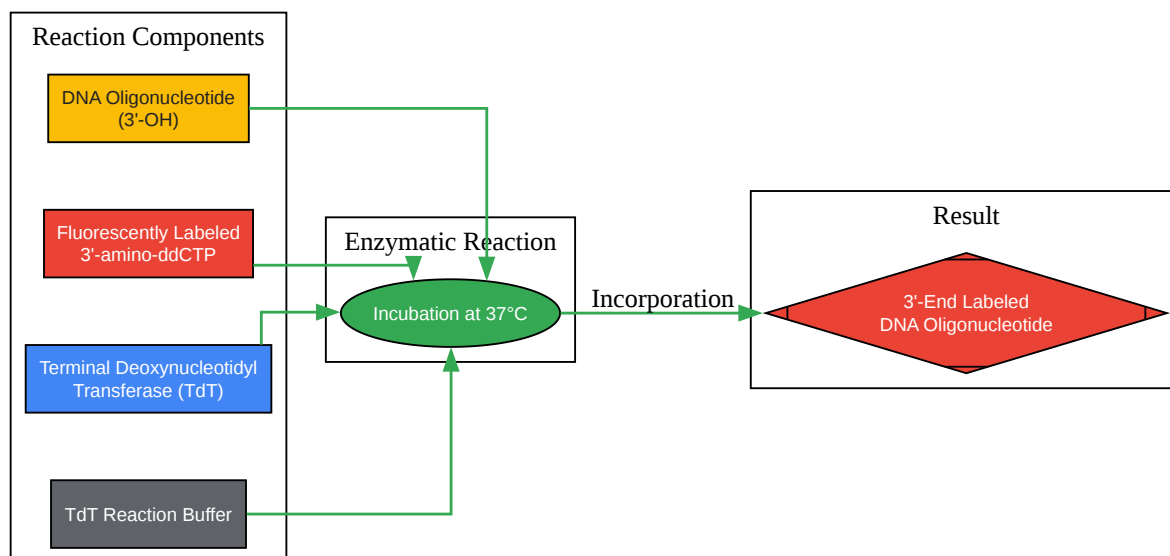 Reaction Components
DNA Oligonucleotide
(3'-OH)
Fluorescently Labeled
3'-amino-ddCTP
Terminal Deoxynucleotidyl
Transferase (TdT)
TdT Reaction Buffer
Enzymatic Reaction
Incubation at 37°C
Incorporation
Result
3'-End Labeled
DNA Oligonucleotide